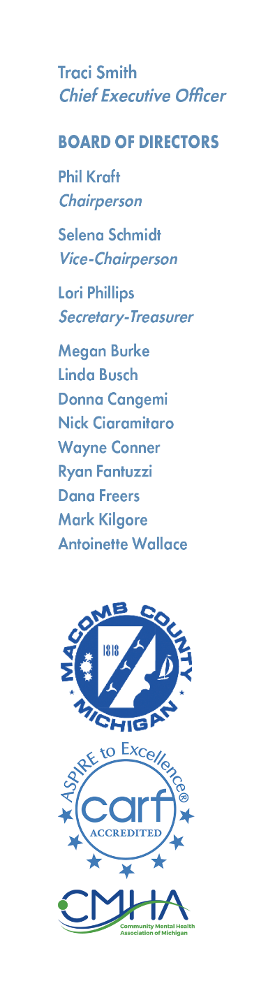 Traci Smith
Chief Executive Officer
BOARD OF DIRECTORS
Phil Kraft
Chairperson
Selena Schmidt
Vice-Chairperson
Lori Phillips
Secretary-Treasurer
Megan Burke
Linda Busch
Donna Cangemi
Nick Ciaramitaro
Wayne Conner
Ryan Fantuzzi
Dana Freers
Mark Kilgore
Antoinette Wallace
MACOMB COUNTY
1818
MICHIGAN
ASPIRE to Excellence®
carf
ACCREDITED
CMHA
Community Mental Health
Association of Michigan